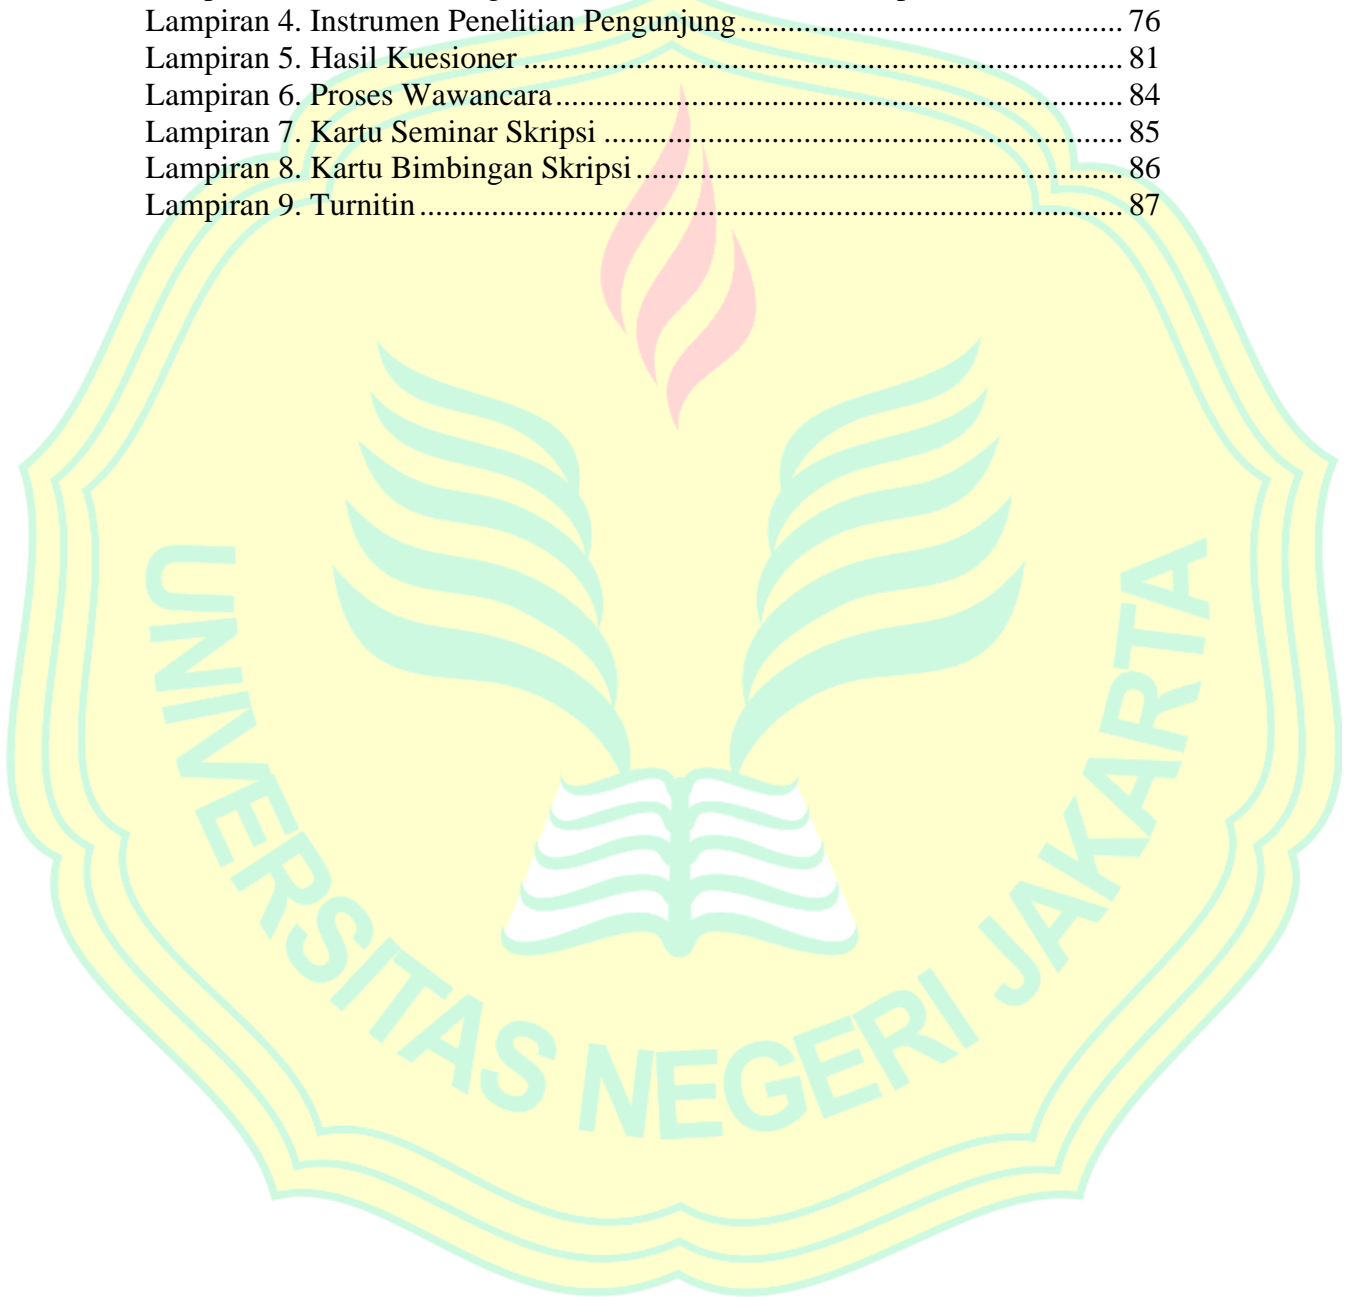 Lampiran 4. Instrumen Penelitian Pengunjung................................................. 76
Lampiran 5. Hasil Kuesioner ............................................................................ 81
Lampiran 6. Proses Wawancara........................................................................ 84
Lampiran 7. Kartu Seminar Skripsi .................................................................. 85
Lampiran 8. Kartu Bimbingan Skripsi.............................................................. 86
Lampiran 9. Turnitin ......................................................................................... 87
UNIVERSITAS NEGERI JAKARTA